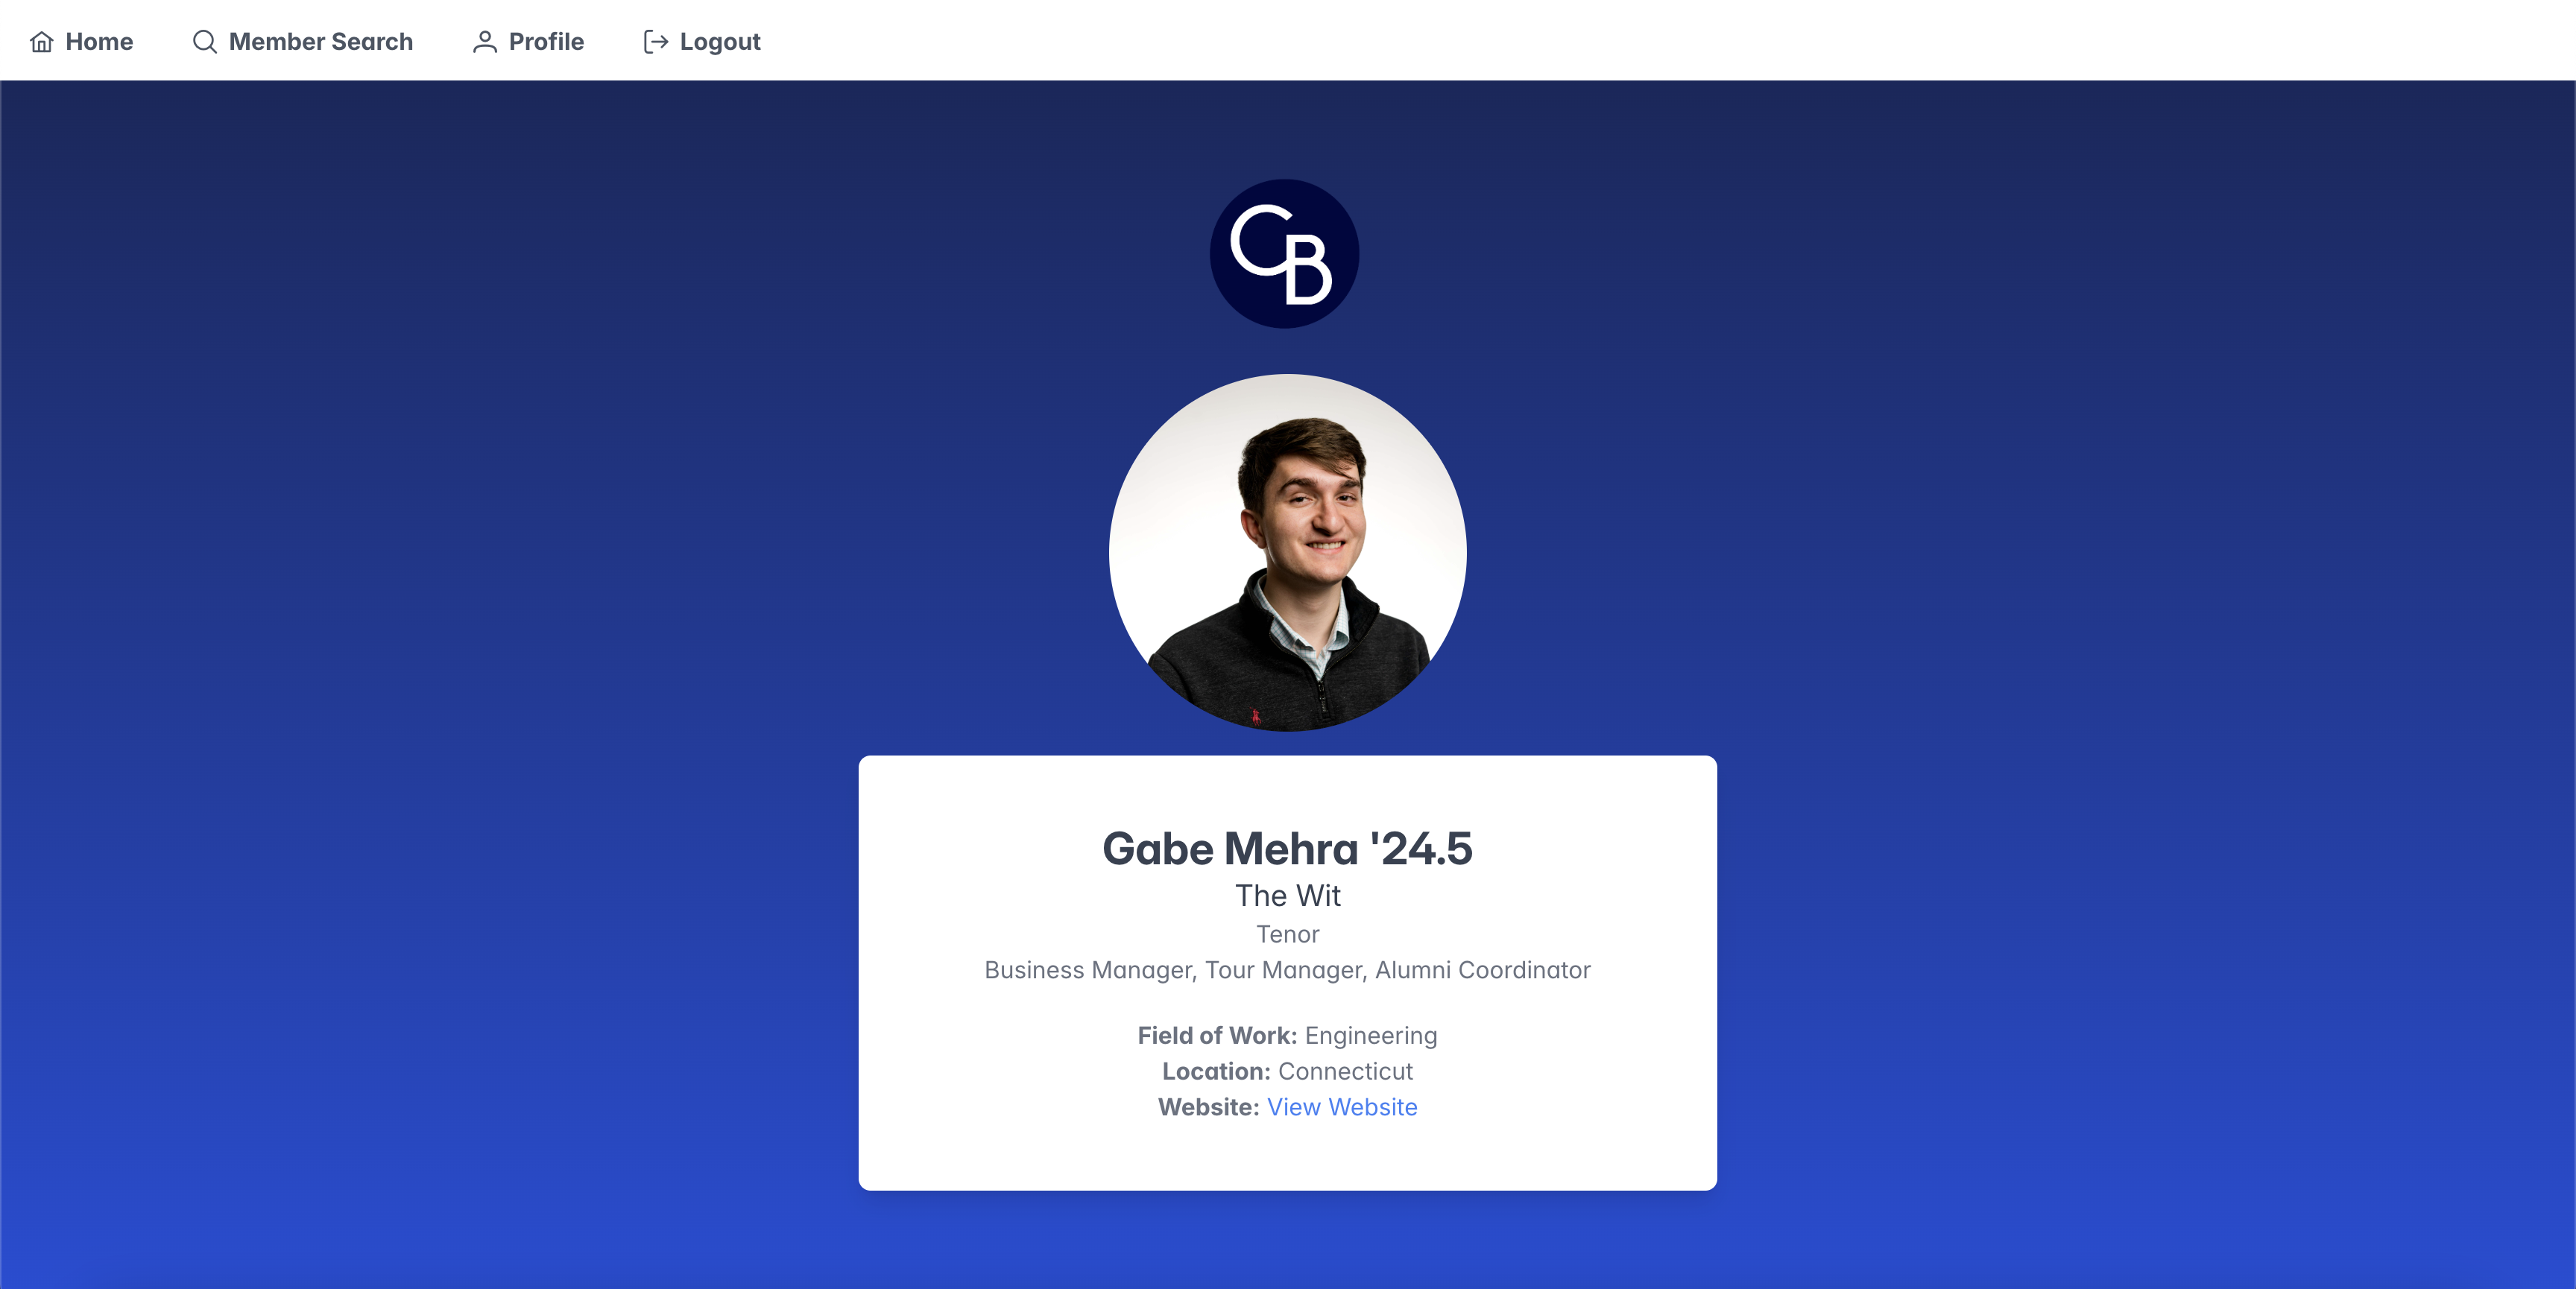 Home Member Search Profile Logout
CB
Gabe Mehra '24.5
The Wit
Tenor
Business Manager, Tour Manager, Alumni Coordinator
Field of Work: Engineering
Location: Connecticut
Website: View Website